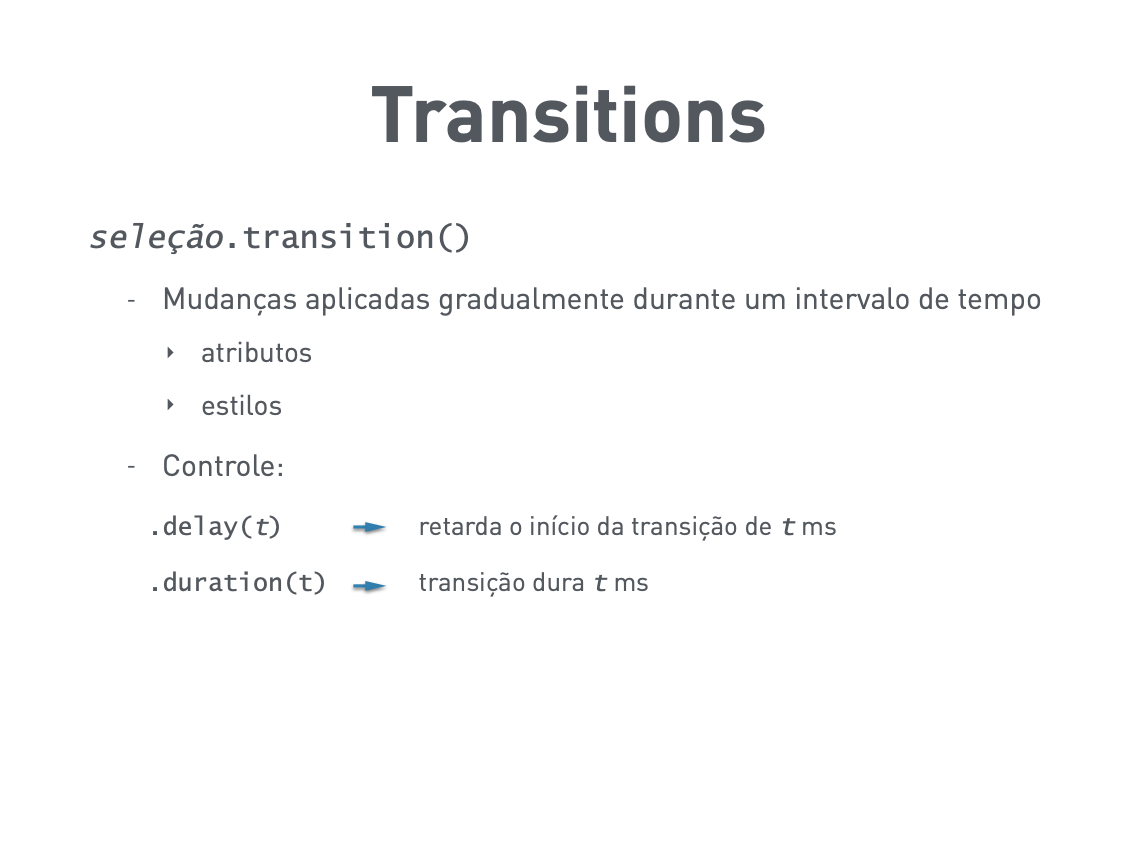 Transitions
seleção.transition()
- Mudanças aplicadas gradualmente durante um intervalo de tempo
‣ atributos
‣ estilos
- Controle:
.delay(t) retarda o início da transição de t ms
.duration(t) transição dura t ms